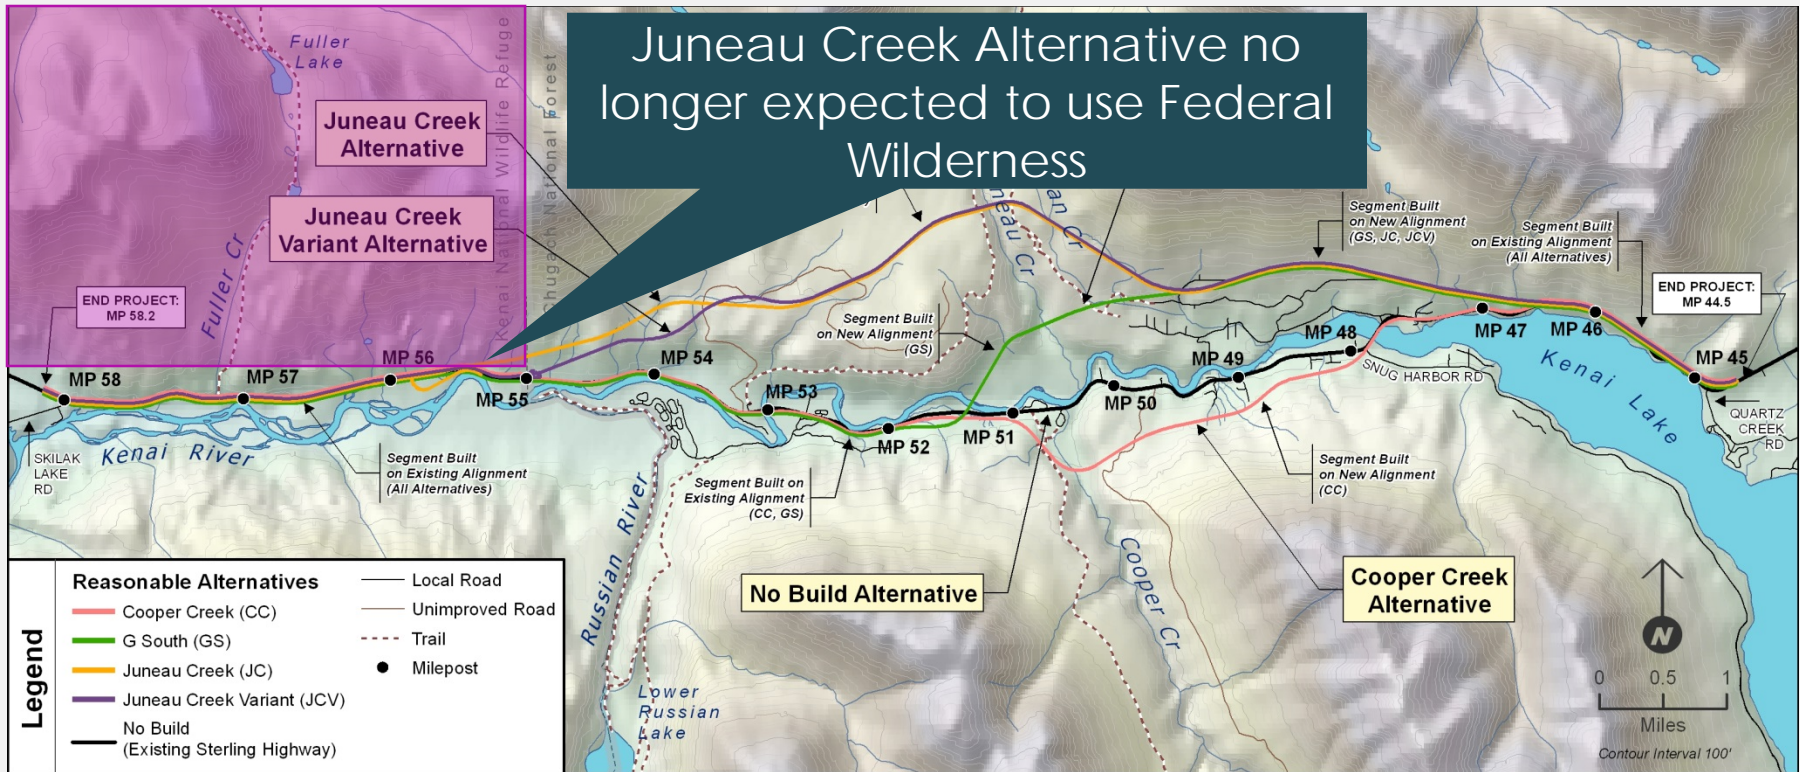 Juneau Creek Alternative no
longer expected to use Federal
Wilderness
Fuller
Lake
Juneau Creek
Alternative
Juneau Creek
Variant Alternative
Fuller Cr
Kenai National Wildlife Refuge
Chugach National Forest
END PROJECT:
MP 58.2
Segment Built
on New Alignment
(GS, JC, JCV)
Segment Built
on Existing Alignment
(All Alternatives)
END PROJECT:
MP 44.5
neau Cr
an Cr
Segment Built
on New Alignment
(GS)
MP 58
MP 57
MP 56
MP 55
MP 54
MP 53
MP 52
MP 51
MP 50
MP 49
MP 48
MP 47
MP 46
MP 45
SNUG HARBOR RD
Kenai Lake
QUARTZ
CREEK
RD
SKILAK
LAKE
RD
Kenai River
Segment Built
on Existing Alignment
(All Alternatives)
Segment Built on
Existing Alignment
(CC, GS)
Segment Built
on New Alignment
(CC)
Russian River
Cooper Cr
No Build Alternative
Cooper Creek
Alternative
Lower
Russian
Lake
Legend
Reasonable Alternatives
Cooper Creek (CC)
G South (GS)
Juneau Creek (JC)
Juneau Creek Variant (JCV)
No Build
(Existing Sterling Highway)
Local Road
Unimproved Road
Trail
Milepost
N
0 0.5 1
Miles
Contour Interval 100'